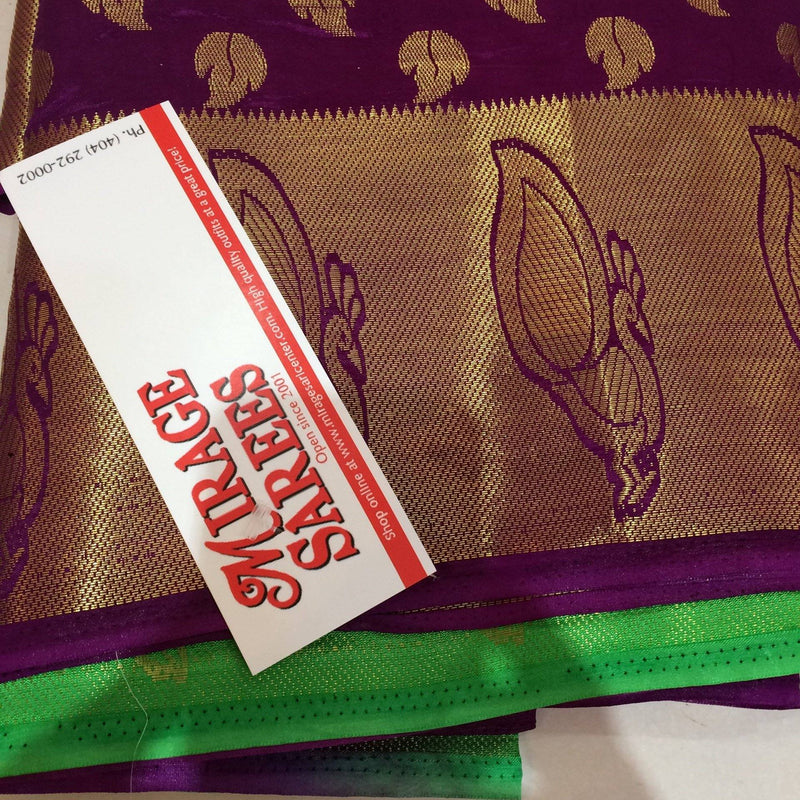 MIRAGE
SAREES
Open since 2001
Shop online at www.miragesaricenter.com. High quality outfits at a great price!
Ph. (404) 292-0002